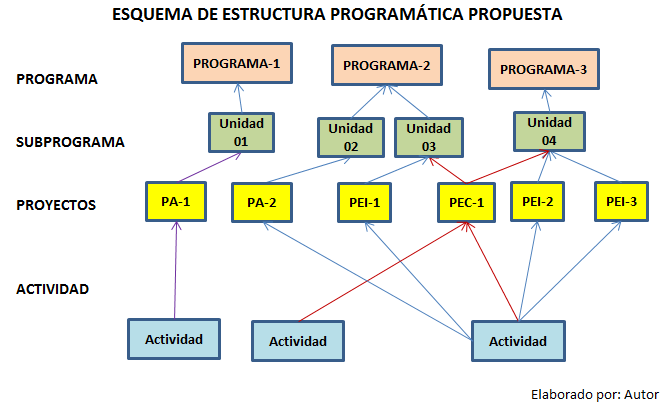 ESQUEMA DE ESTRUCTURA PROGRAMÁTICA PROPUESTA
PROGRAMA
PROGRAMA-1
PROGRAMA-2
PROGRAMA-3
SUBPROGRAMA
Unidad
01
Unidad
02
Unidad
03
Unidad
04
PROYECTOS
PA-1
PA-2
PEI-1
PEC-1
PEI-2
PEI-3
ACTIVIDAD
Actividad
Actividad
Actividad
Elaborado por: Autor